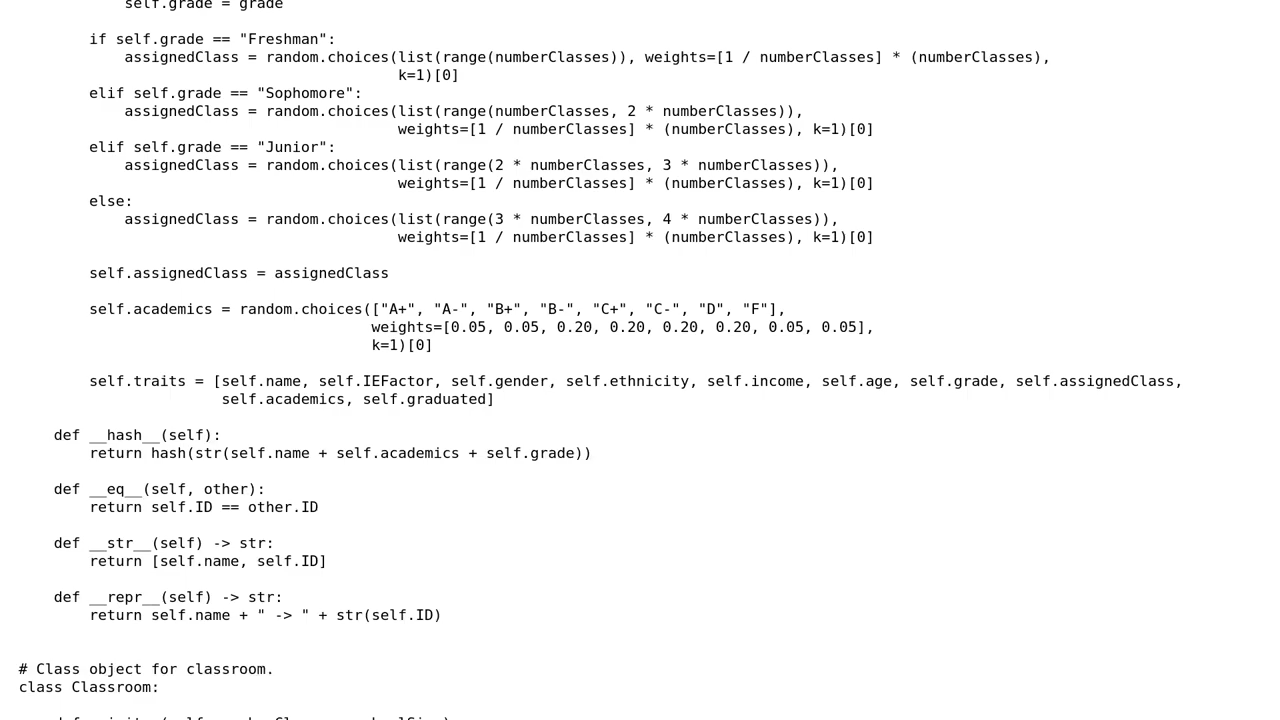 self.grade = grade
if self.grade == "Freshman":
assignedClass = random.choices(list(range(numberClasses)), weights=[1 / numberClasses] * (numberClasses),
k=1)[0]
elif self.grade == "Sophomore":
assignedClass = random.choices(list(range(numberClasses, 2 * numberClasses)),
weights=[1 / numberClasses] * (numberClasses), k=1)[0]
elif self.grade == "Junior":
assignedClass = random.choices(list(range(2 * numberClasses, 3 * numberClasses)),
weights=[1 / numberClasses] * (numberClasses), k=1)[0]
else:
assignedClass = random.choices(list(range(3 * numberClasses, 4 * numberClasses)),
weights=[1 / numberClasses] * (numberClasses), k=1)[0]
self.assignedClass = assignedClass
self.academics = random.choices(["A+", "A-", "B+", "B-", "C+", "C-", "D", "F"],
weights=[0.05, 0.05, 0.20, 0.20, 0.20, 0.20, 0.05, 0.05],
k=1)[0]
self.traits = [self.name, self.IEFactor, self.gender, self.ethnicity, self.income, self.age, self.grade, self.assignedClass,
self.academics, self.graduated]
def __hash__(self):
return hash(str(self.name + self.academics + self.grade))
def __eq__(self, other):
return self.ID == other.ID
def __str__(self) -> str:
return [self.name, self.ID]
def __repr__(self) -> str:
return self.name + " -> " + str(self.ID)
# Class object for classroom.
class Classroom: